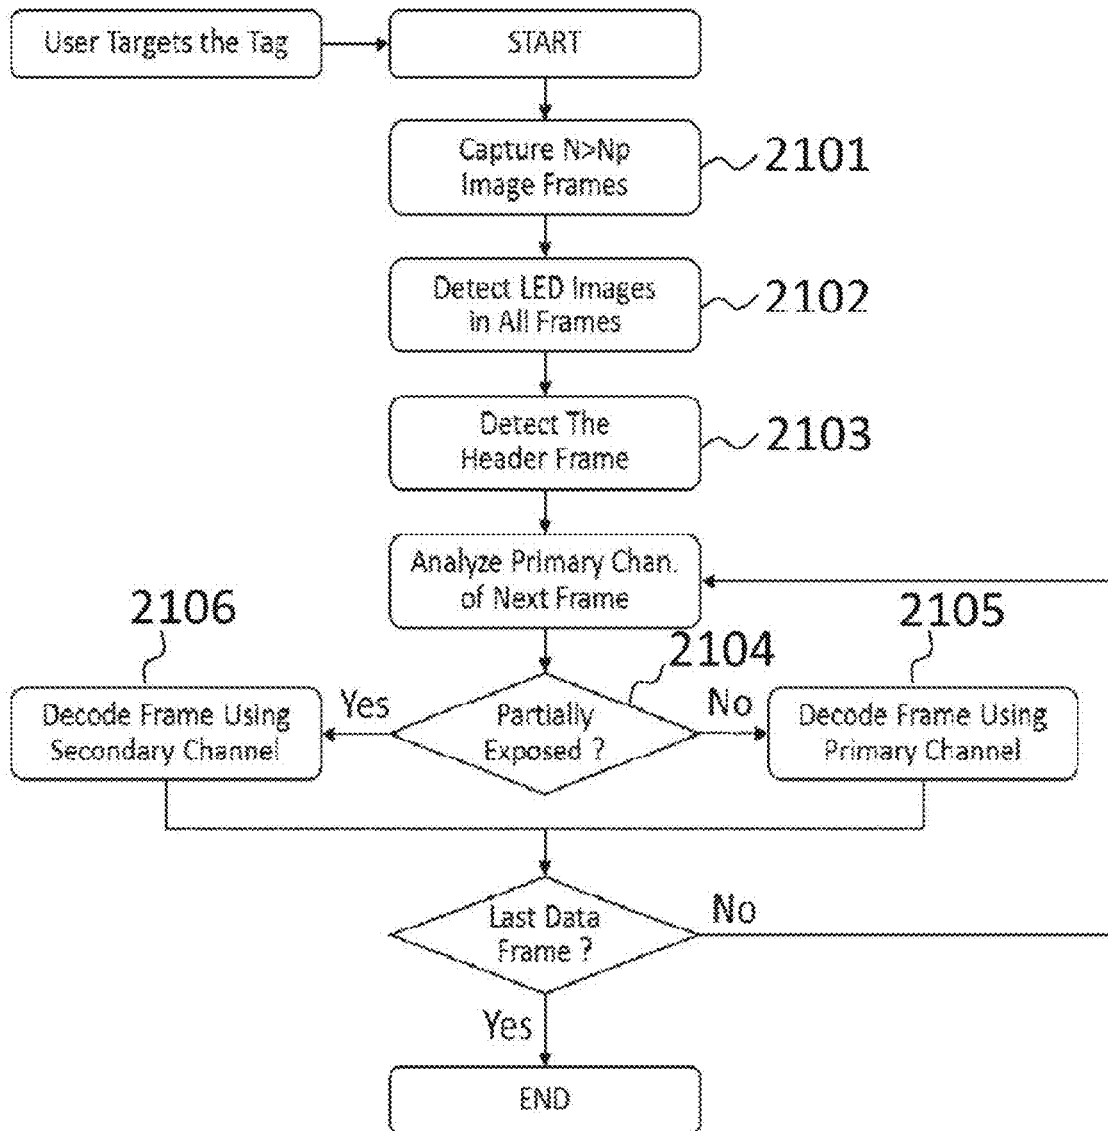 User Targets the Tag
START
Capture N>Np
Image Frames
2101
Detect LED Images
in All Frames
2102
Detect The
Header Frame
2103
Analyze Primary Chan.
of Next Frame
2106
2105
2104
Decode Frame Using
Secondary Channel
Yes
Partially
Exposed ?
No
Decode Frame Using
Primary Channel
Last Data
Frame ?
No
Yes
END